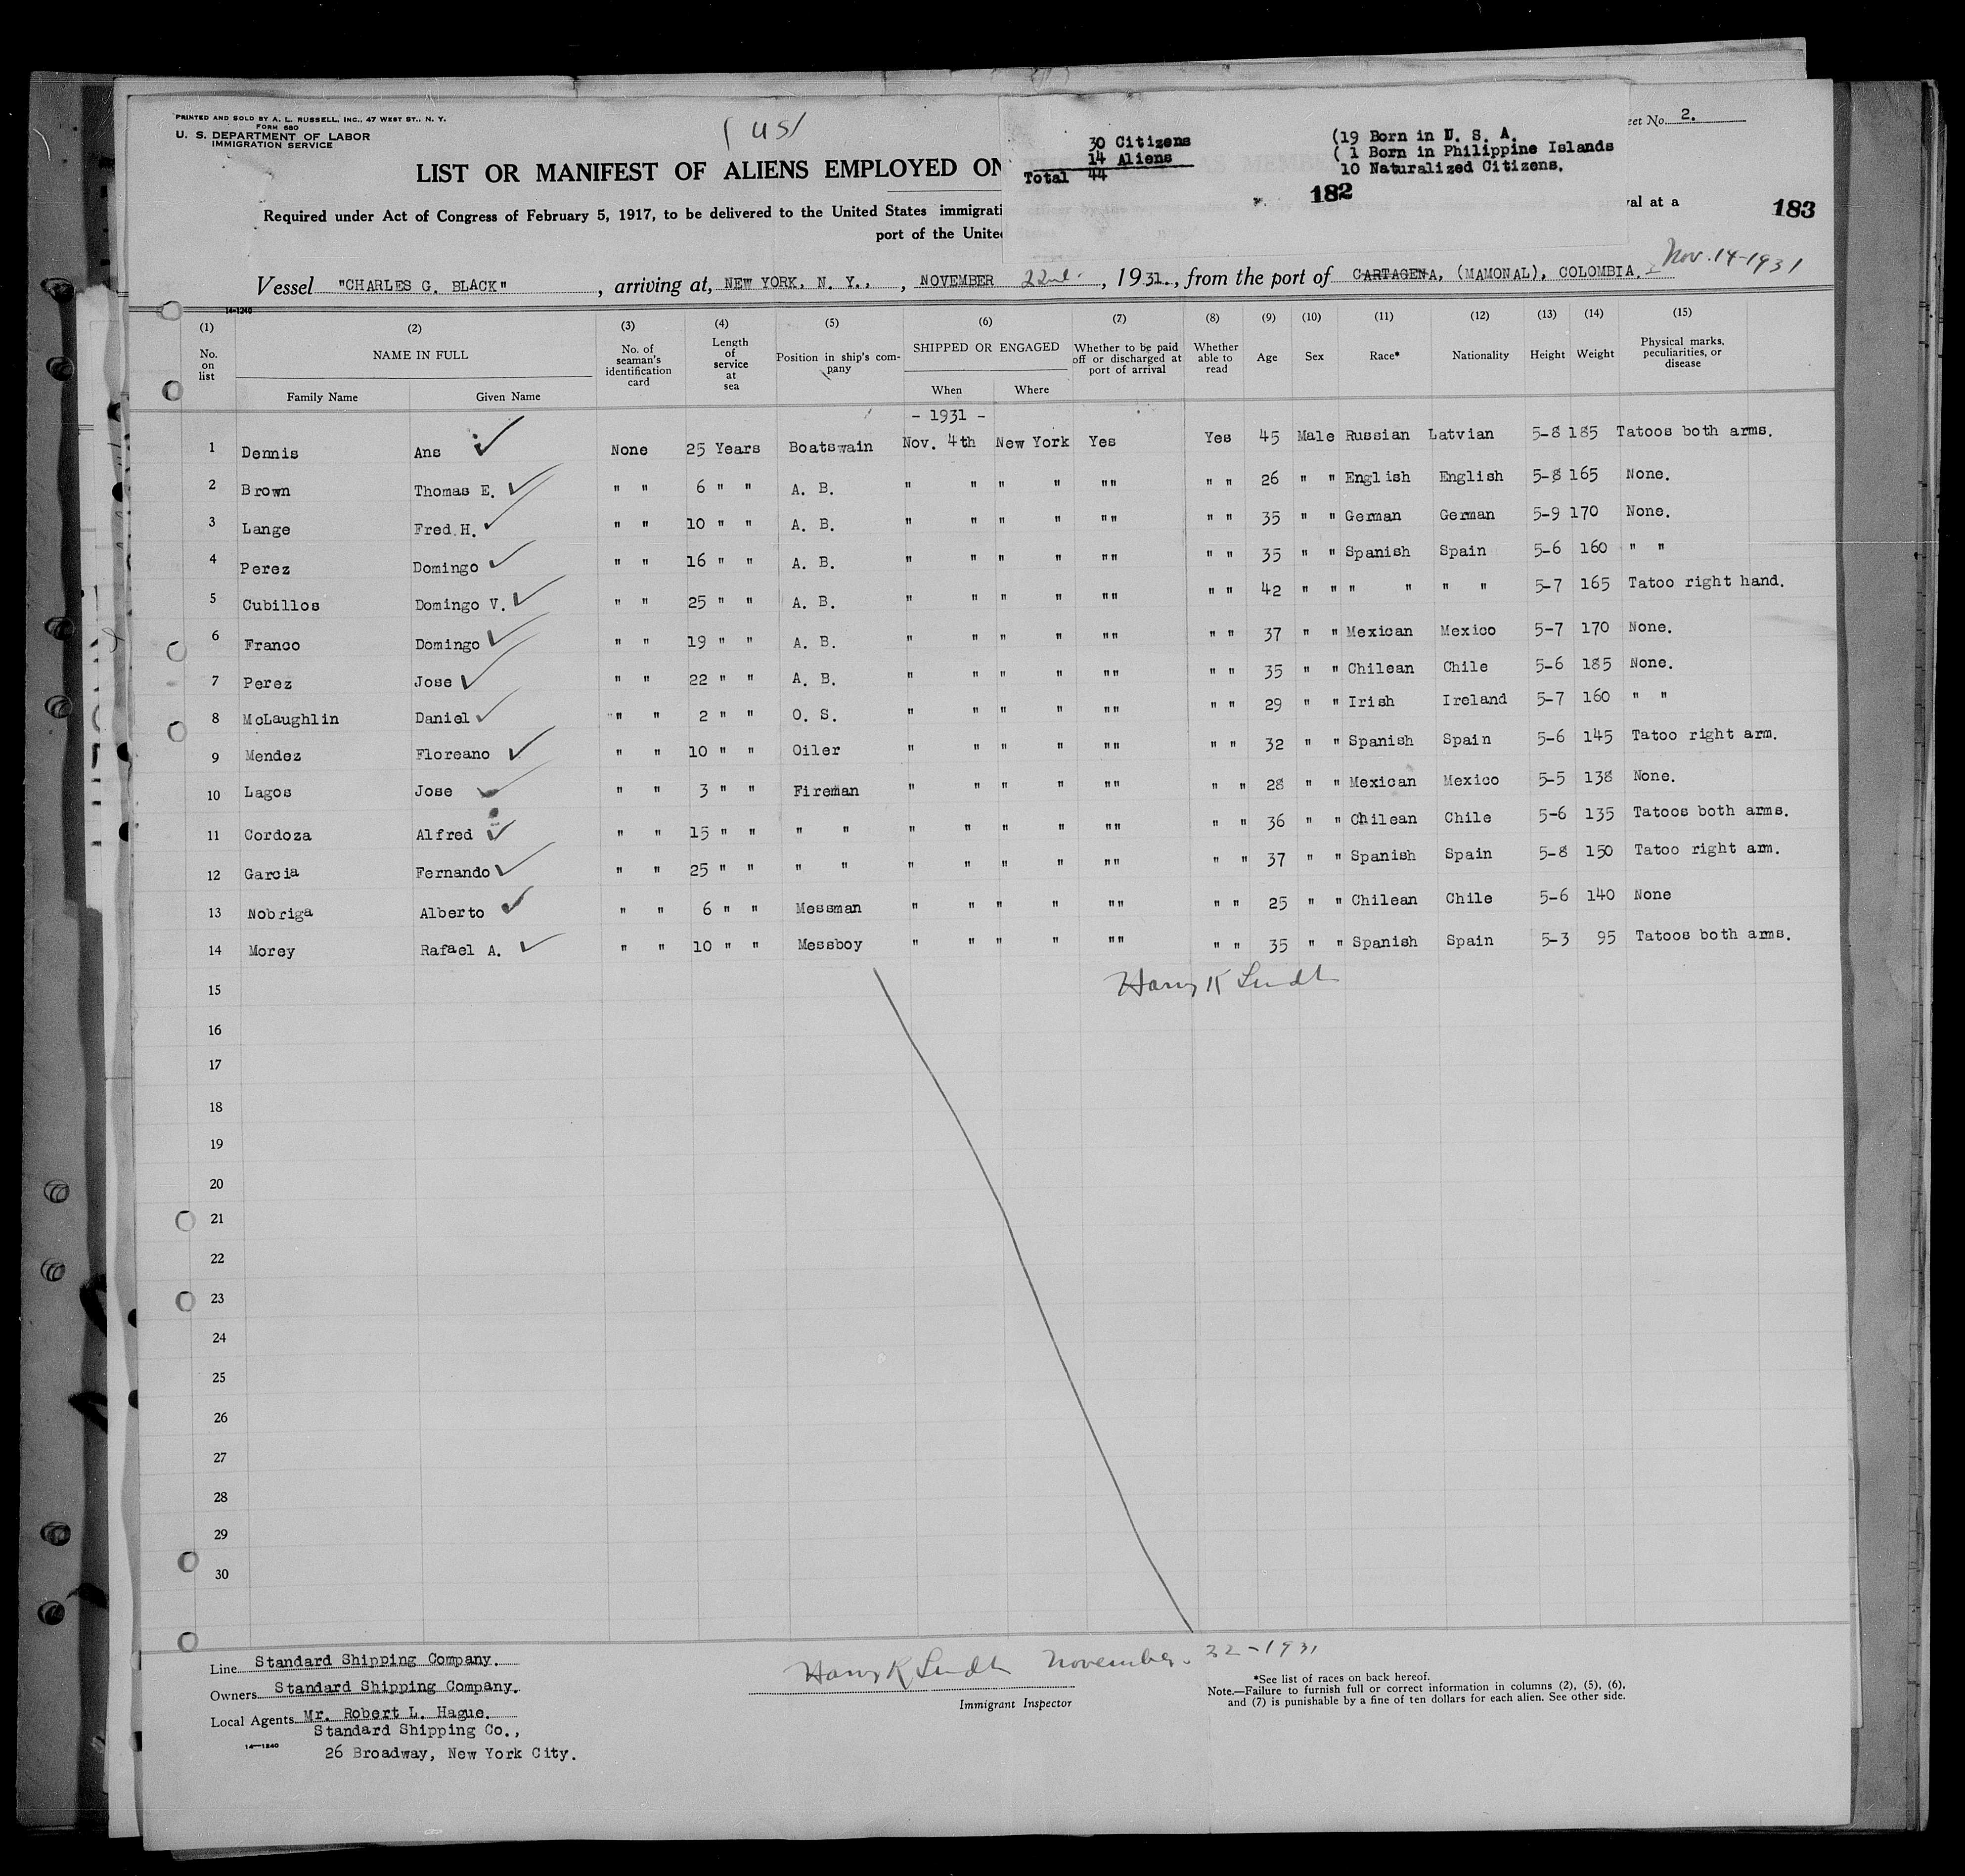 PRINTED AND SOLD BY A. L. RUSSELL, INC., 47 WEST ST., N. Y.
FORM 680
U. S. DEPARTMENT OF LABOR
IMMIGRATION SERVICE
30 Citizens
14 Aliens
Total 44
(19 Born in U. S. A.
( 1 Born in Philippine Islands
10 Naturalized Citizens.
eet No. 2.
LIST OR MANIFEST OF ALIENS EMPLOYED ON
182
183
Required under Act of Congress of February 5, 1917, to be delivered to the United States immigrati
val at a
port of the Unite
Nov. 14-1931
Vessel "CHARLES G. BLACK", arriving at, NEW YORK, N. Y., , NOVEMBER 22nd, 1931., from the port of CARTAGENA, (MAMONAL), COLOMBIA.
14-1240
(1) (2) (3) (4) (5) (6) (7) (8) (9) (10) (11) (12) (13) (14) (15)
No. on list NAME IN FULL No. of seaman's identification card Length of service at sea Position in ship's company SHIPPED OR ENGAGED Whether to be paid off or discharged at port of arrival Whether able to read Age Sex Race* Nationality Height Weight Physical marks, peculiarities, or disease
Family Name Given Name When Where
- 1931 -
1 Dennis Ans None 25 Years Boatswain Nov. 4th New York Yes Yes 45 Male Russian Latvian 5-8 185 Tatoos both arms.
2 Brown Thomas E. " " 6 " " A. B. " " " " "" " " 26 " " English English 5-8 165 None.
3 Lange Fred H. " " 10 " " A. B. " " " " "" " " 35 " " German German 5-9 170 None.
4 Perez Domingo " " 16 " " A. B. " " " " "" " " 35 " " Spanish Spain 5-6 160 " "
5 Cubillos Domingo V. " " 25 " " A. B. " " " " "" " " 42 " " " " " " 5-7 165 Tatoo right hand.
6 Franco Domingo " " 19 " " A. B. " " " " "" " " 37 " " Mexican Mexico 5-7 170 None.
7 Perez Jose " " 22 " " A. B. " " " " "" " " 35 " " Chilean Chile 5-6 185 None.
8 McLaughlin Daniel " " 2 " " O. S. " " " " "" " " 29 " " Irish Ireland 5-7 160 " "
9 Mendez Floreano " " 10 " " Oiler " " " " "" " " 32 " " Spanish Spain 5-6 145 Tatoo right arm.
10 Lagos Jose " " 3 " " Fireman " " " " "" " " 28 " " Mexican Mexico 5-5 138 None.
11 Cordoza Alfred " " 15 " " " " " " " " "" " " 36 " " Chilean Chile 5-6 135 Tatoos both arms.
12 Garcia Fernando " " 25 " " " " " " " " "" " " 37 " " Spanish Spain 5-8 150 Tatoo right arm.
13 Nobriga Alberto " " 6 " " Messman " " " " "" " " 25 " " Chilean Chile 5-6 140 None
14 Morey Rafael A. " " 10 " " Messboy " " " " "" " " 35 " " Spanish Spain 5-3 95 Tatoos both arms.
15 Harry K Lindt
16
17
18
19
20
21
22
23
24
25
26
27
28
29
30
Line Standard Shipping Company.
Owners Standard Shipping Company.
Local Agents Mr. Robert L. Hague.
Standard Shipping Co.,
26 Broadway, New York City.
14-1240
Harry K Lindt November 22-1931
Immigrant Inspector
*See list of races on back hereof.
Note.—Failure to furnish full or correct information in columns (2), (5), (6),
and (7) is punishable by a fine of ten dollars for each alien. See other side.